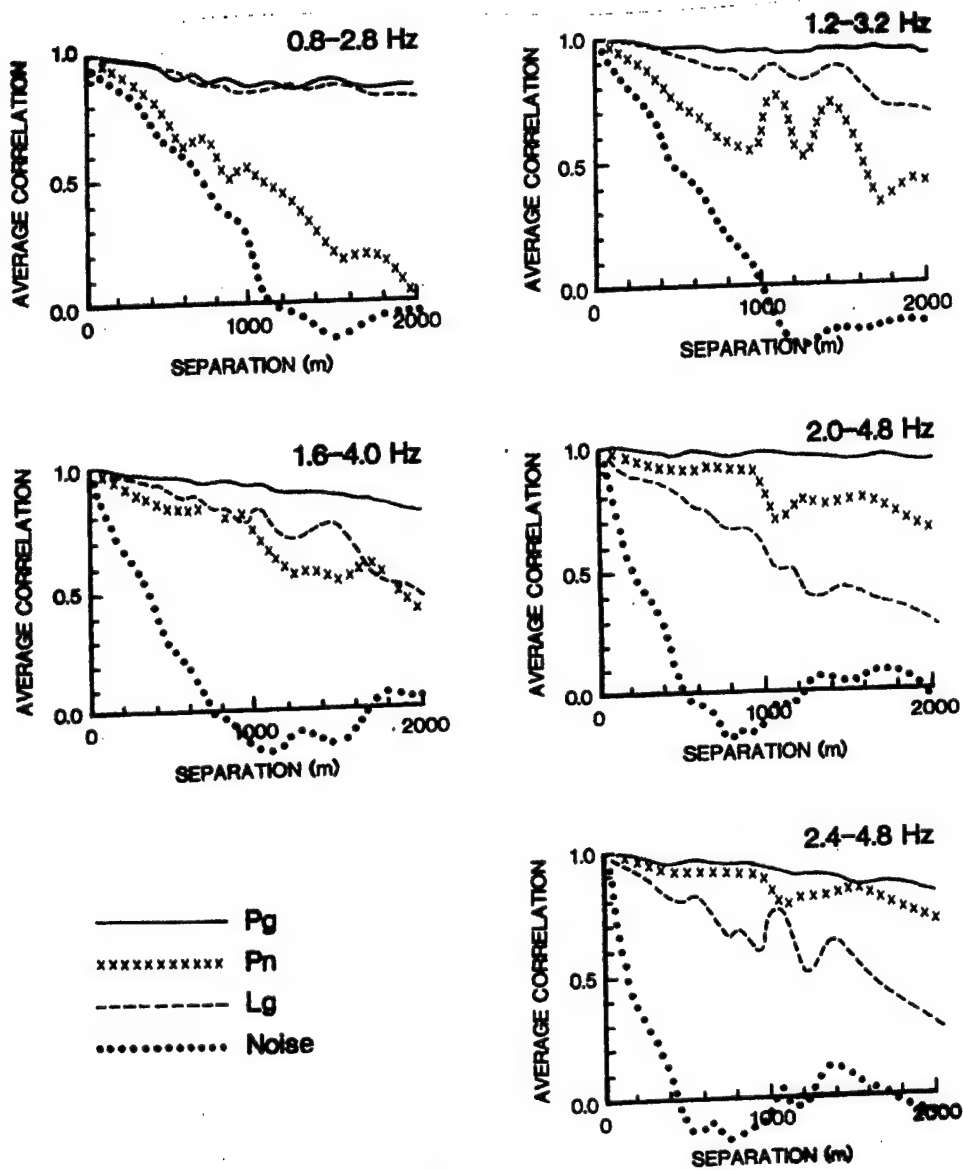 0.8–2.8 Hz
AVERAGE CORRELATION
1.0
0.5
0.0
0
1000
2000
SEPARATION (m)
1.2–3.2 Hz
AVERAGE CORRELATION
1.0
0.5
0.0
0
1000
2000
SEPARATION (m)
1.6–4.0 Hz
AVERAGE CORRELATION
1.0
0.5
0.0
0
1000
2000
SEPARATION (m)
2.0–4.8 Hz
AVERAGE CORRELATION
1.0
0.5
0.0
0
1000
2000
SEPARATION (m)
2.4–4.8 Hz
AVERAGE CORRELATION
1.0
0.5
0.0
0
1000
2000
SEPARATION (m)
Pg
Pn
Lg
Noise